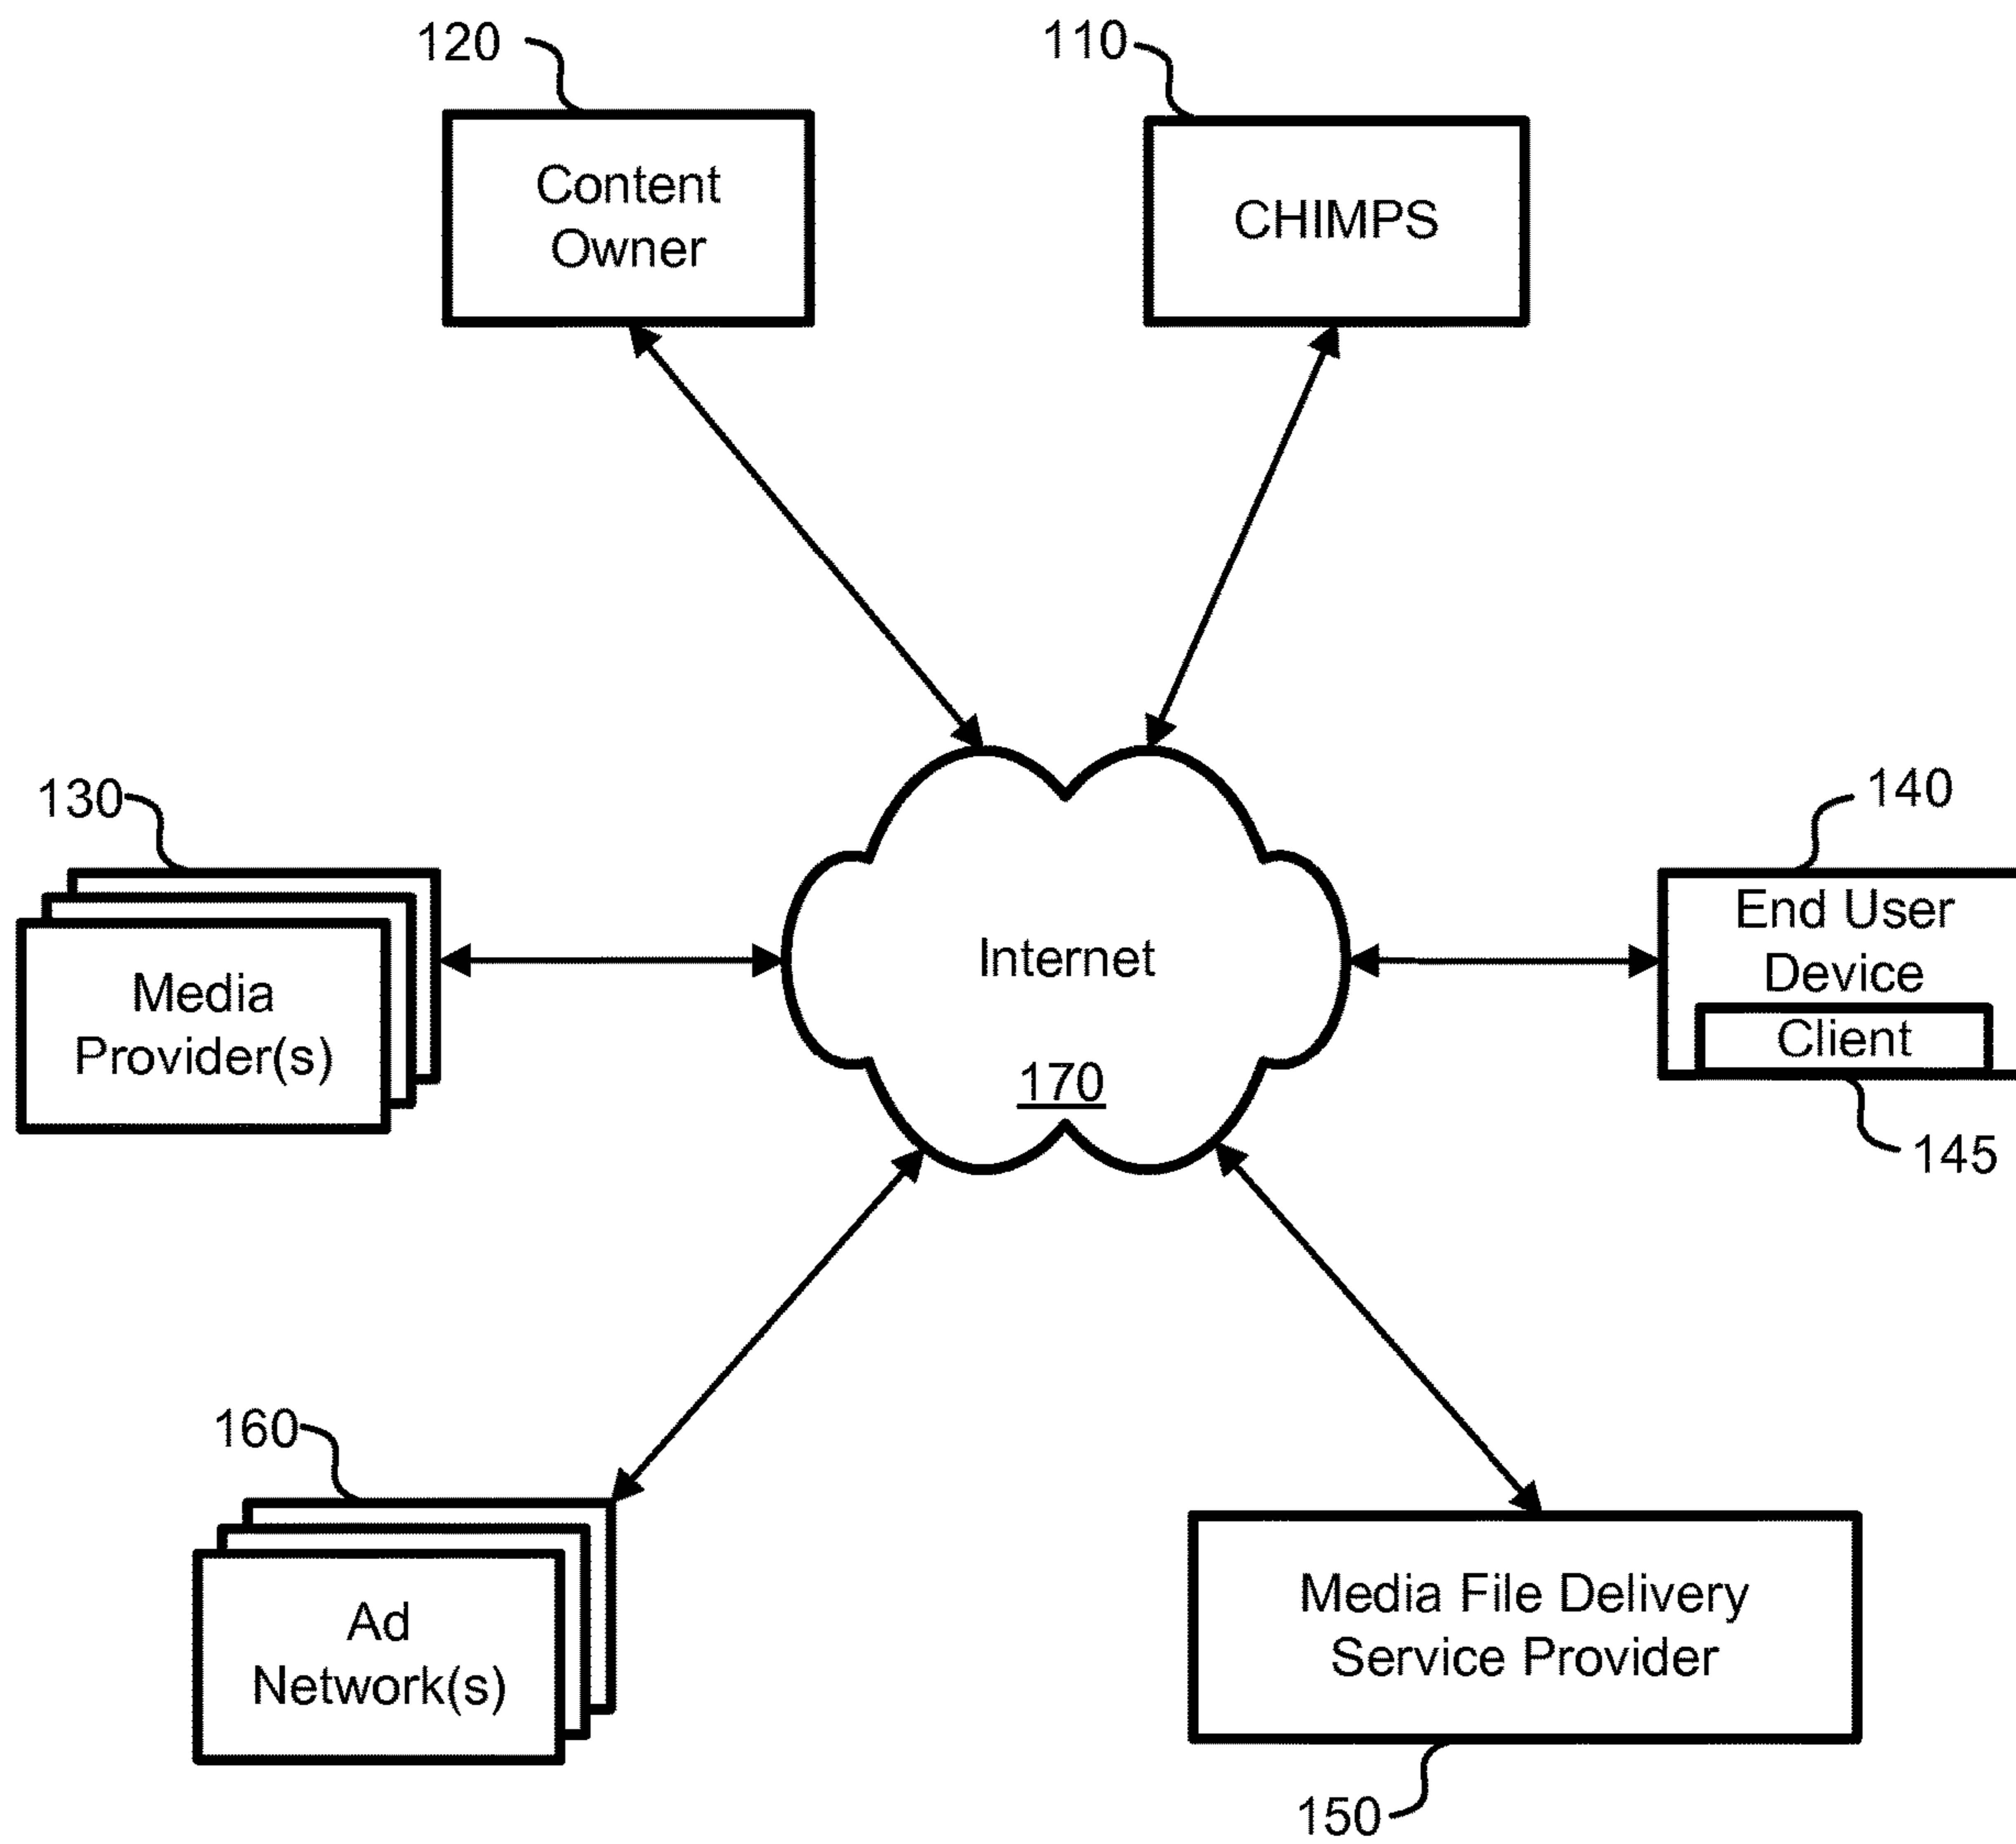 120
110
Content
Owner
CHIMPS
130
140
Media
Provider(s)
Internet
170
End User
Device
Client
145
160
Ad
Network(s)
Media File Delivery
Service Provider
150